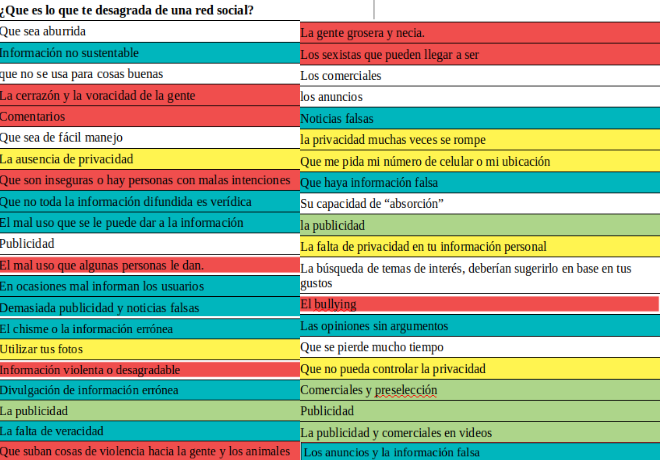 ¿Que es lo que te desagrada de una red social?
Que sea aburrida
Información no sustentable
que no se usa para cosas buenas
La cerrazón y la voracidad de la gente
Comentarios
Que sea de fácil manejo
La ausencia de privacidad
Que son inseguras o hay personas con malas intenciones
Que no toda la información difundida es verídica
El mal uso que se le puede dar a la información
Publicidad
El mal uso que algunas personas le dan.
En ocasiones mal informan los usuarios
Demasiada publicidad y noticias falsas
El chisme o la información errónea
Utilizar tus fotos
Información violenta o desagradable
Divulgación de información errónea
La publicidad
La falta de veracidad
Que suban cosas de violencia hacia la gente y los animales
La gente grosera y necia.
Los sexistas que pueden llegar a ser
Los comerciales
los anuncios
Noticias falsas
la privacidad muchas veces se rompe
Que me pida mi número de celular o mi ubicación
Que haya información falsa
Su capacidad de “absorción”
la publicidad
La falta de privacidad en tu información personal
La búsqueda de temas de interés, deberían sugerirlo en base en tus
gustos
El bullying
Las opiniones sin argumentos
Que se pierde mucho tiempo
Que no pueda controlar la privacidad
Comerciales y preselección
Publicidad
La publicidad y comerciales en videos
Los anuncios y la información falsa